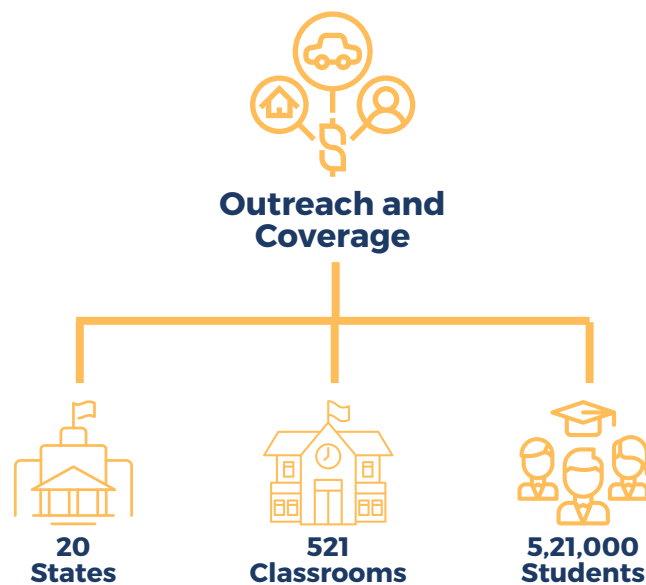 Outreach and
Coverage
20
States
521
Classrooms
5,21,000
Students